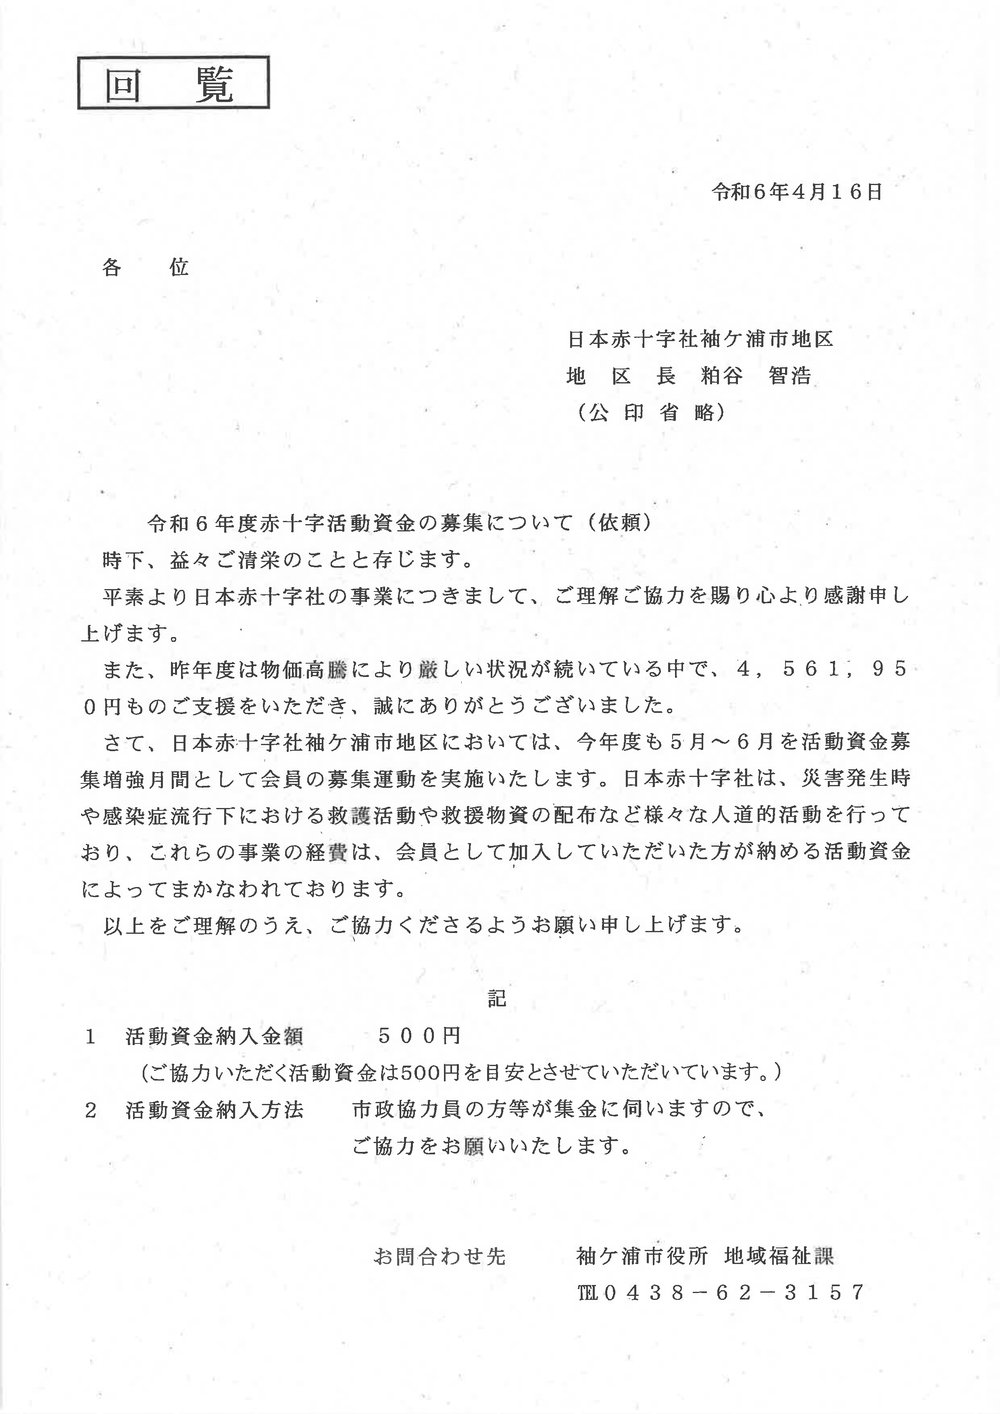 回　覧
令和６年４月１６日
各　　位
日本赤十字社袖ケ浦市地区
地　区　長　粕谷　智浩
（公 印 省 略）
令和６年度赤十字活動資金の募集について（依頼）
時下、益々ご清栄のことと存じます。
平素より日本赤十字社の事業につきまして、ご理解ご協力を賜り心より感謝申し
上げます。
また、昨年度は物価高騰により厳しい状況が続いている中で、４，５６１，９５
０円ものご支援をいただき、誠にありがとうございました。
さて、日本赤十字社袖ケ浦市地区においては、今年度も５月～６月を活動資金募
集増強月間として会員の募集運動を実施いたします。日本赤十字社は、災害発生時
や感染症流行下における救護活動や救援物資の配布など様々な人道的活動を行って
おり、これらの事業の経費は、会員として加入していただいた方が納める活動資金
によってまかなわれております。
以上をご理解のうえ、ご協力くださるようお願い申し上げます。
記
１　活動資金納入金額　　　５００円
（ご協力いただく活動資金は500円を目安とさせていただいています。）
２　活動資金納入方法　　市政協力員の方等が集金に伺いますので、
ご協力をお願いいたします。
お問合わせ先　　　袖ケ浦市役所 地域福祉課
℡０４３８－６２－３１５７